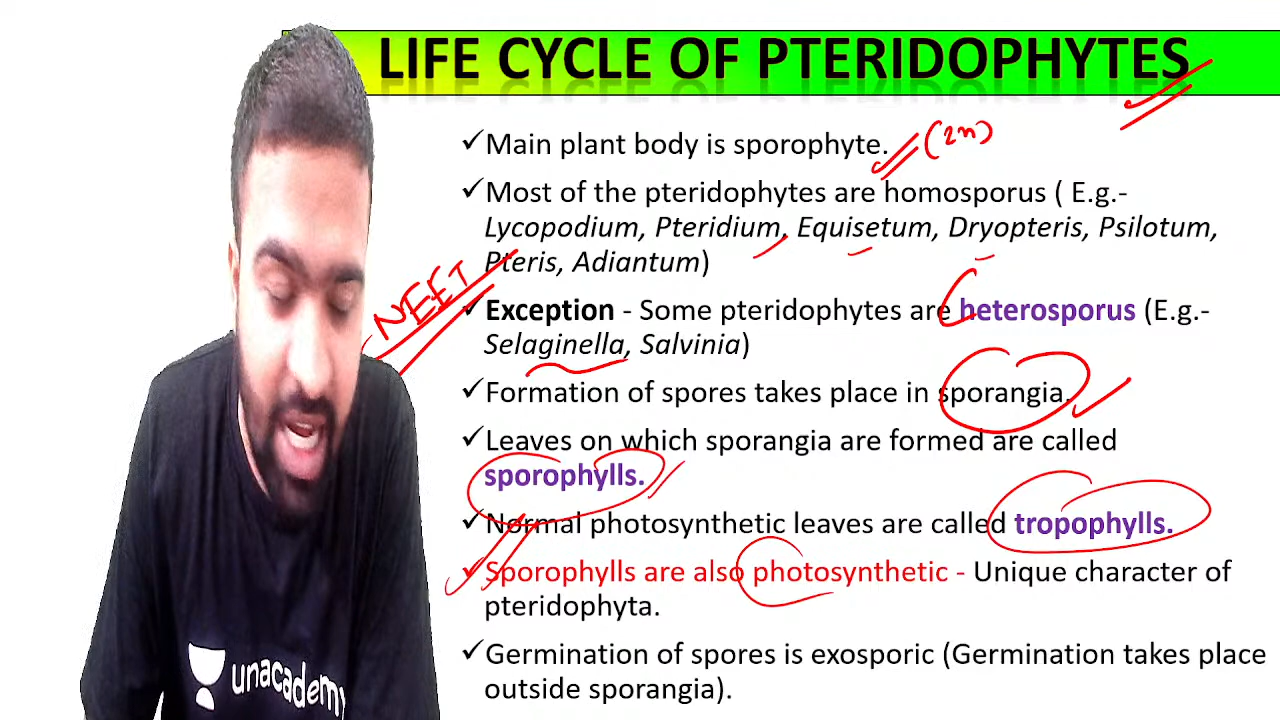 LIFE CYCLE OF PTERIDOPHYTES
✓Main plant body is sporophyte. (2n)
✓Most of the pteridophytes are homosporus ( E.g.-
Lycopodium, Pteridium, Equisetum, Dryopteris, Psilotum,
Pteris, Adiantum)
NEET
✓Exception - Some pteridophytes are heterosporus (E.g.-
Selaginella, Salvinia)
✓Formation of spores takes place in sporangia.
✓Leaves on which sporangia are formed are called
sporophylls.
✓Normal photosynthetic leaves are called tropophylls.
✓Sporophylls are also photosynthetic - Unique character of
pteridophyta.
✓Germination of spores is exosporic (Germination takes place
outside sporangia).
unacademy